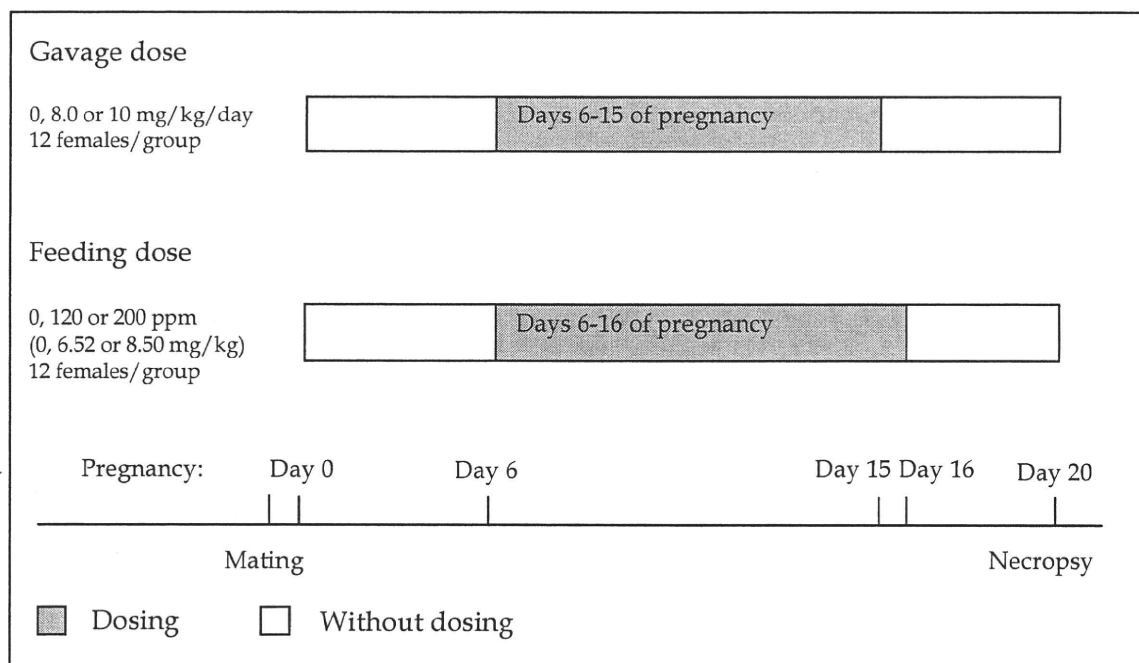 Gavage dose
0, 8.0 or 10 mg/kg/day
12 females/group
Days 6-15 of pregnancy
Feeding dose
0, 120 or 200 ppm
(0, 6.52 or 8.50 mg/kg)
12 females/group
Days 6-16 of pregnancy
Pregnancy: Day 0 Day 6 Day 15 Day 16 Day 20
Mating Necropsy
Dosing Without dosing